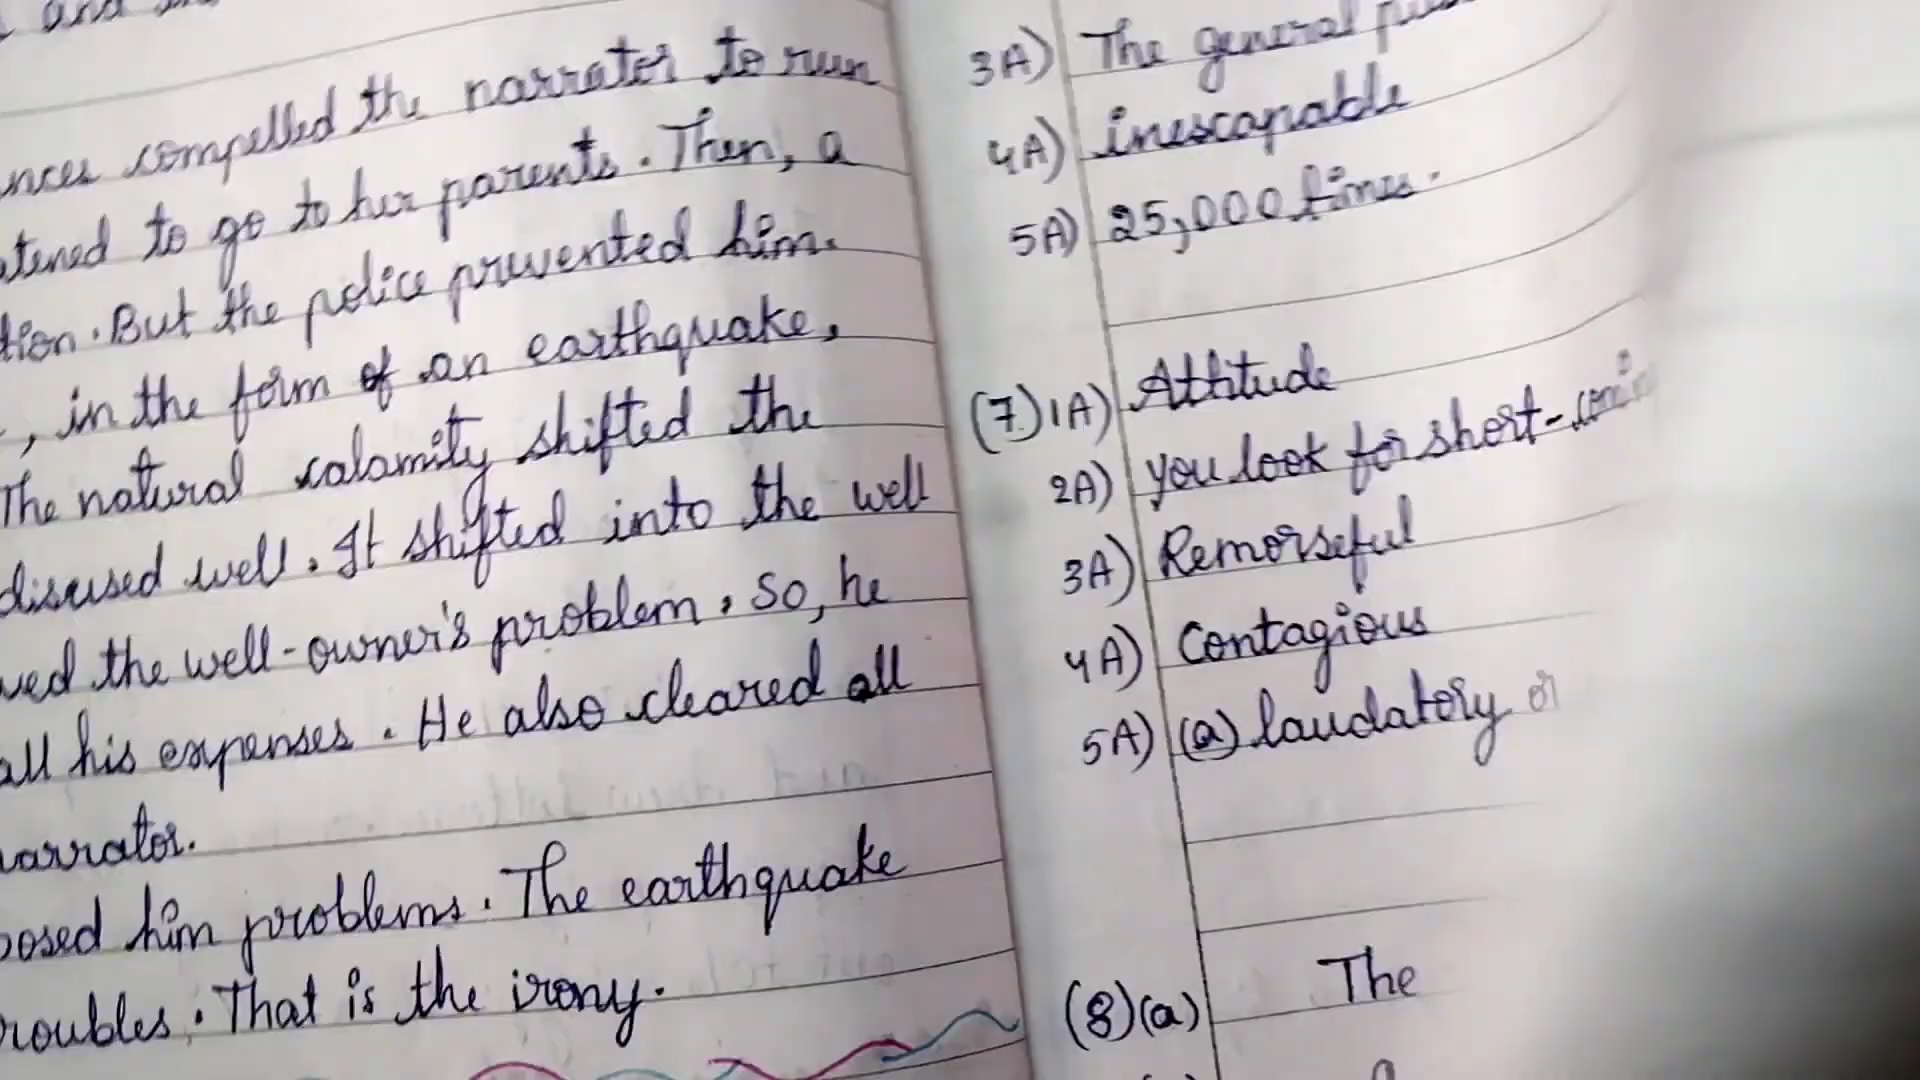 and
compelled the narrator to run
to go to her parents. Then, a
But the police prevented him.
, in the form of an earthquake,
The natural calamity shifted the
disused well. It shifted into the well
the well-owner's problem. So, he
all his expenses. He also cleared all
narrator.
him problems. The earthquake
That is the irony.
3A) The general
4A) inescapable
5A) 25,000 times.
(7) 1A) Attitude
2A) you look for short-
3A) Remorseful
4A) Contagious
5A) (a) laudatory or
(8) (a) The